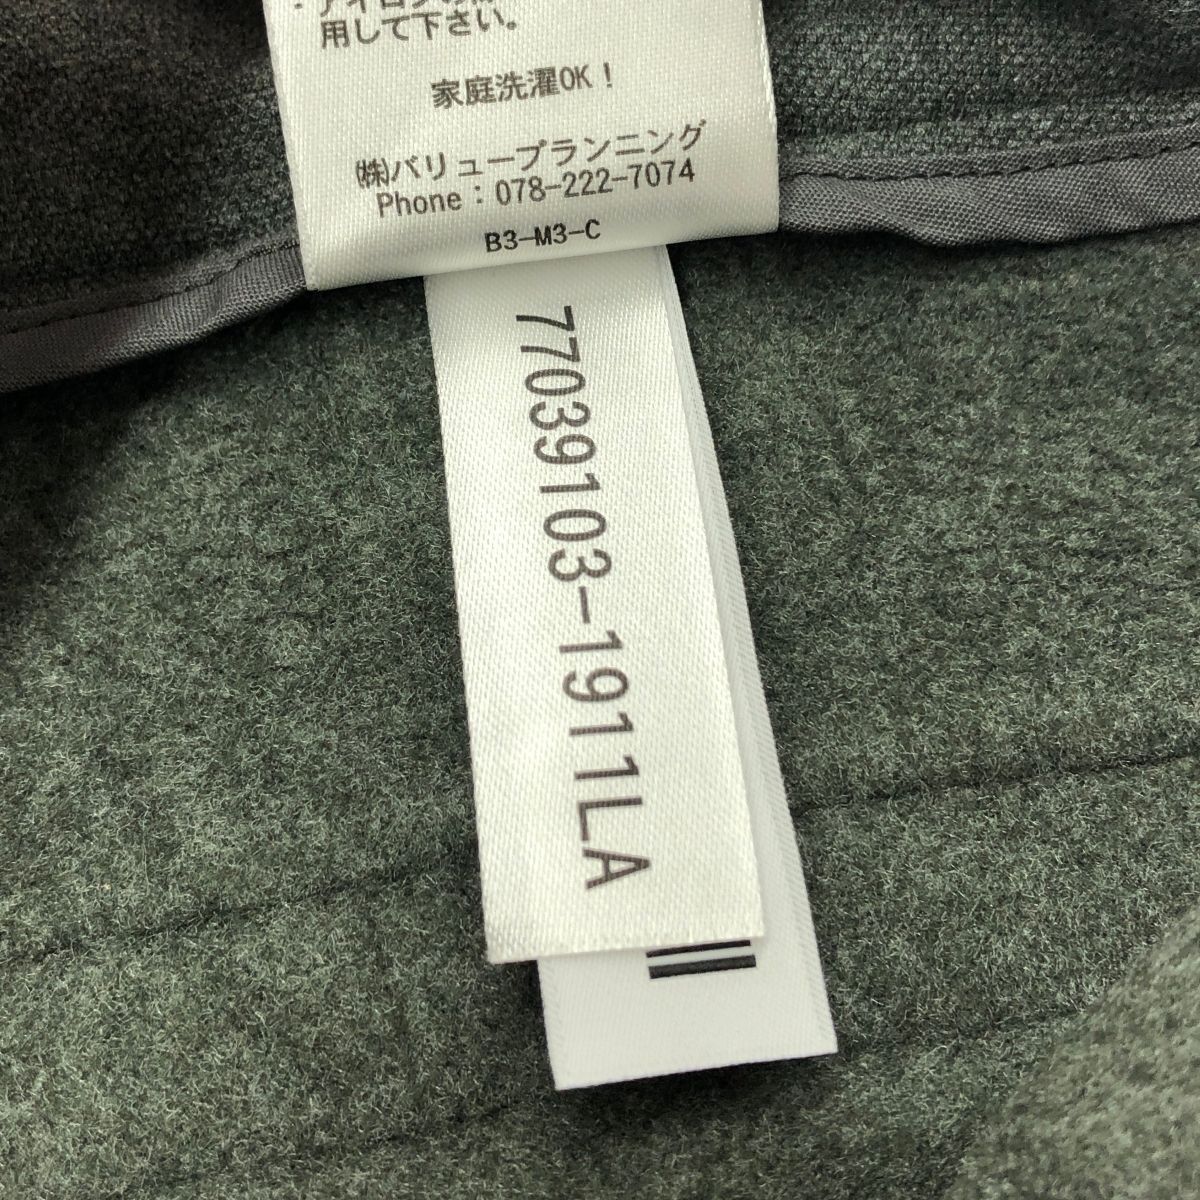 用して下さい。
家庭洗濯OK！
㈱バリュープランニング
Phone：078-222-7074
B3-M3-C
77039103-1911LA